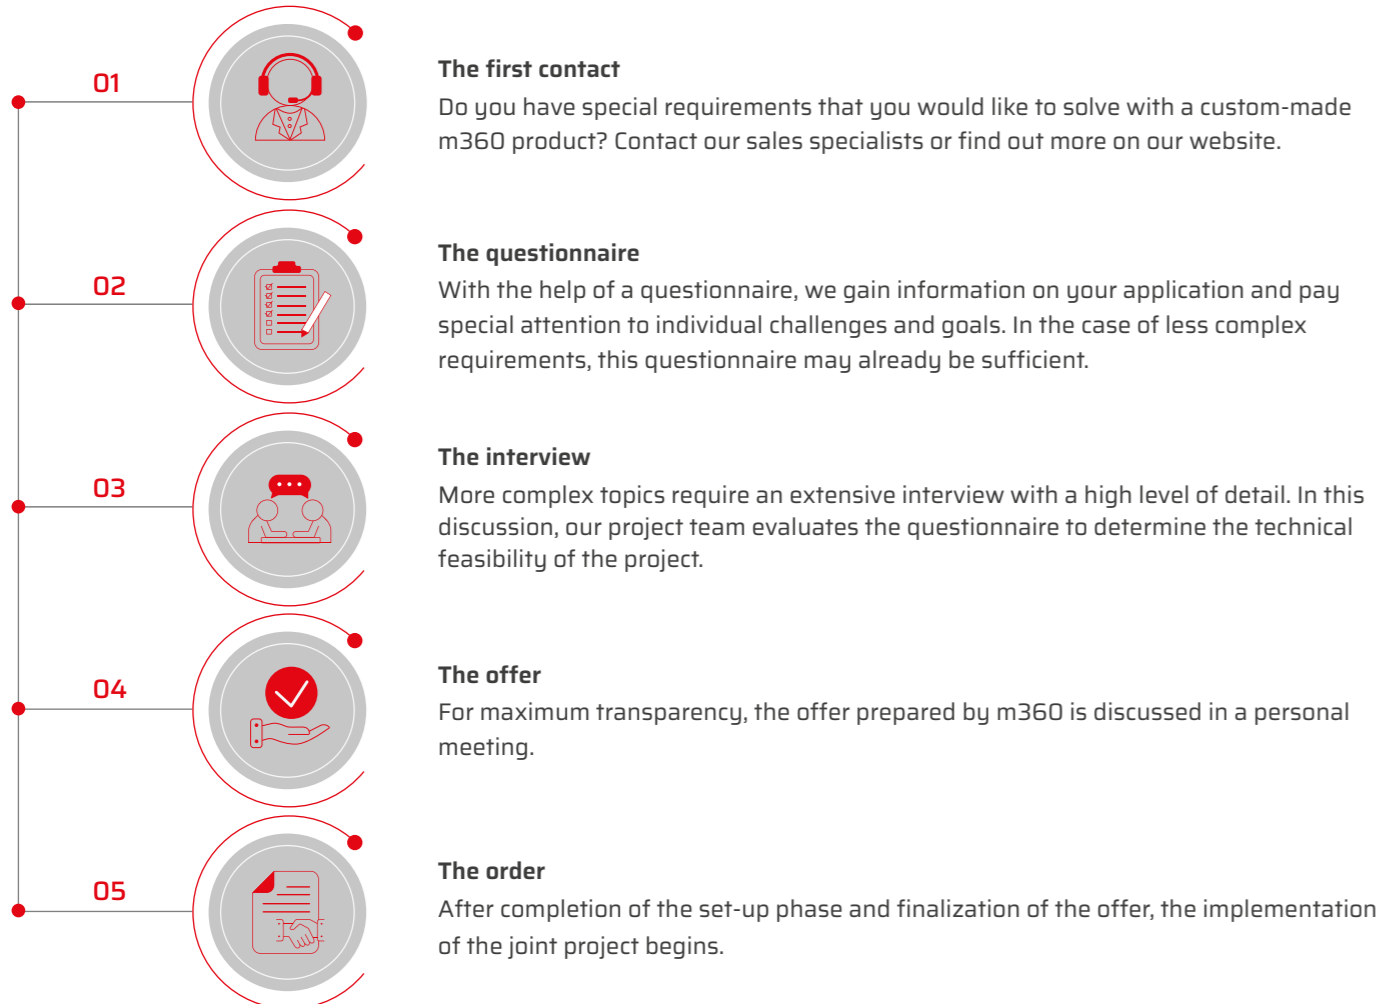 01
The first contact
Do you have special requirements that you would like to solve with a custom-made
m360 product? Contact our sales specialists or find out more on our website.
02
The questionnaire
With the help of a questionnaire, we gain information on your application and pay
special attention to individual challenges and goals. In the case of less complex
requirements, this questionnaire may already be sufficient.
03
The interview
More complex topics require an extensive interview with a high level of detail. In this
discussion, our project team evaluates the questionnaire to determine the technical
feasibility of the project.
04
The offer
For maximum transparency, the offer prepared by m360 is discussed in a personal
meeting.
05
The order
After completion of the set-up phase and finalization of the offer, the implementation
of the joint project begins.